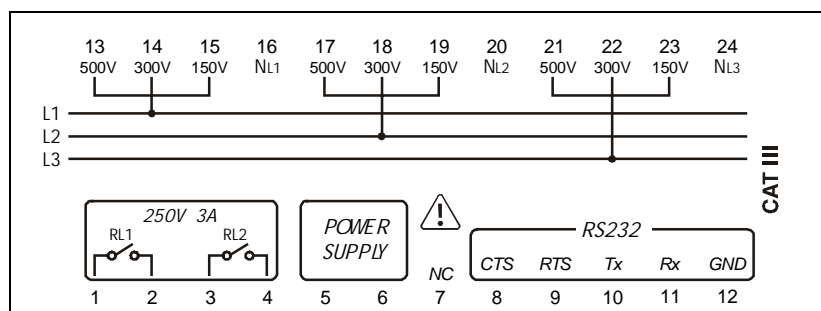 13 14 15 16 17 18 19 20 21 22 23 24
500V 300V 150V NL1 500V 300V 150V NL2 500V 300V 150V NL3
L1
L2
L3
CAT III
250V 3A
RL1 RL2
POWER
SUPPLY
RS232
NC CTS RTS Tx Rx GND
1 2 3 4 5 6 7 8 9 10 11 12